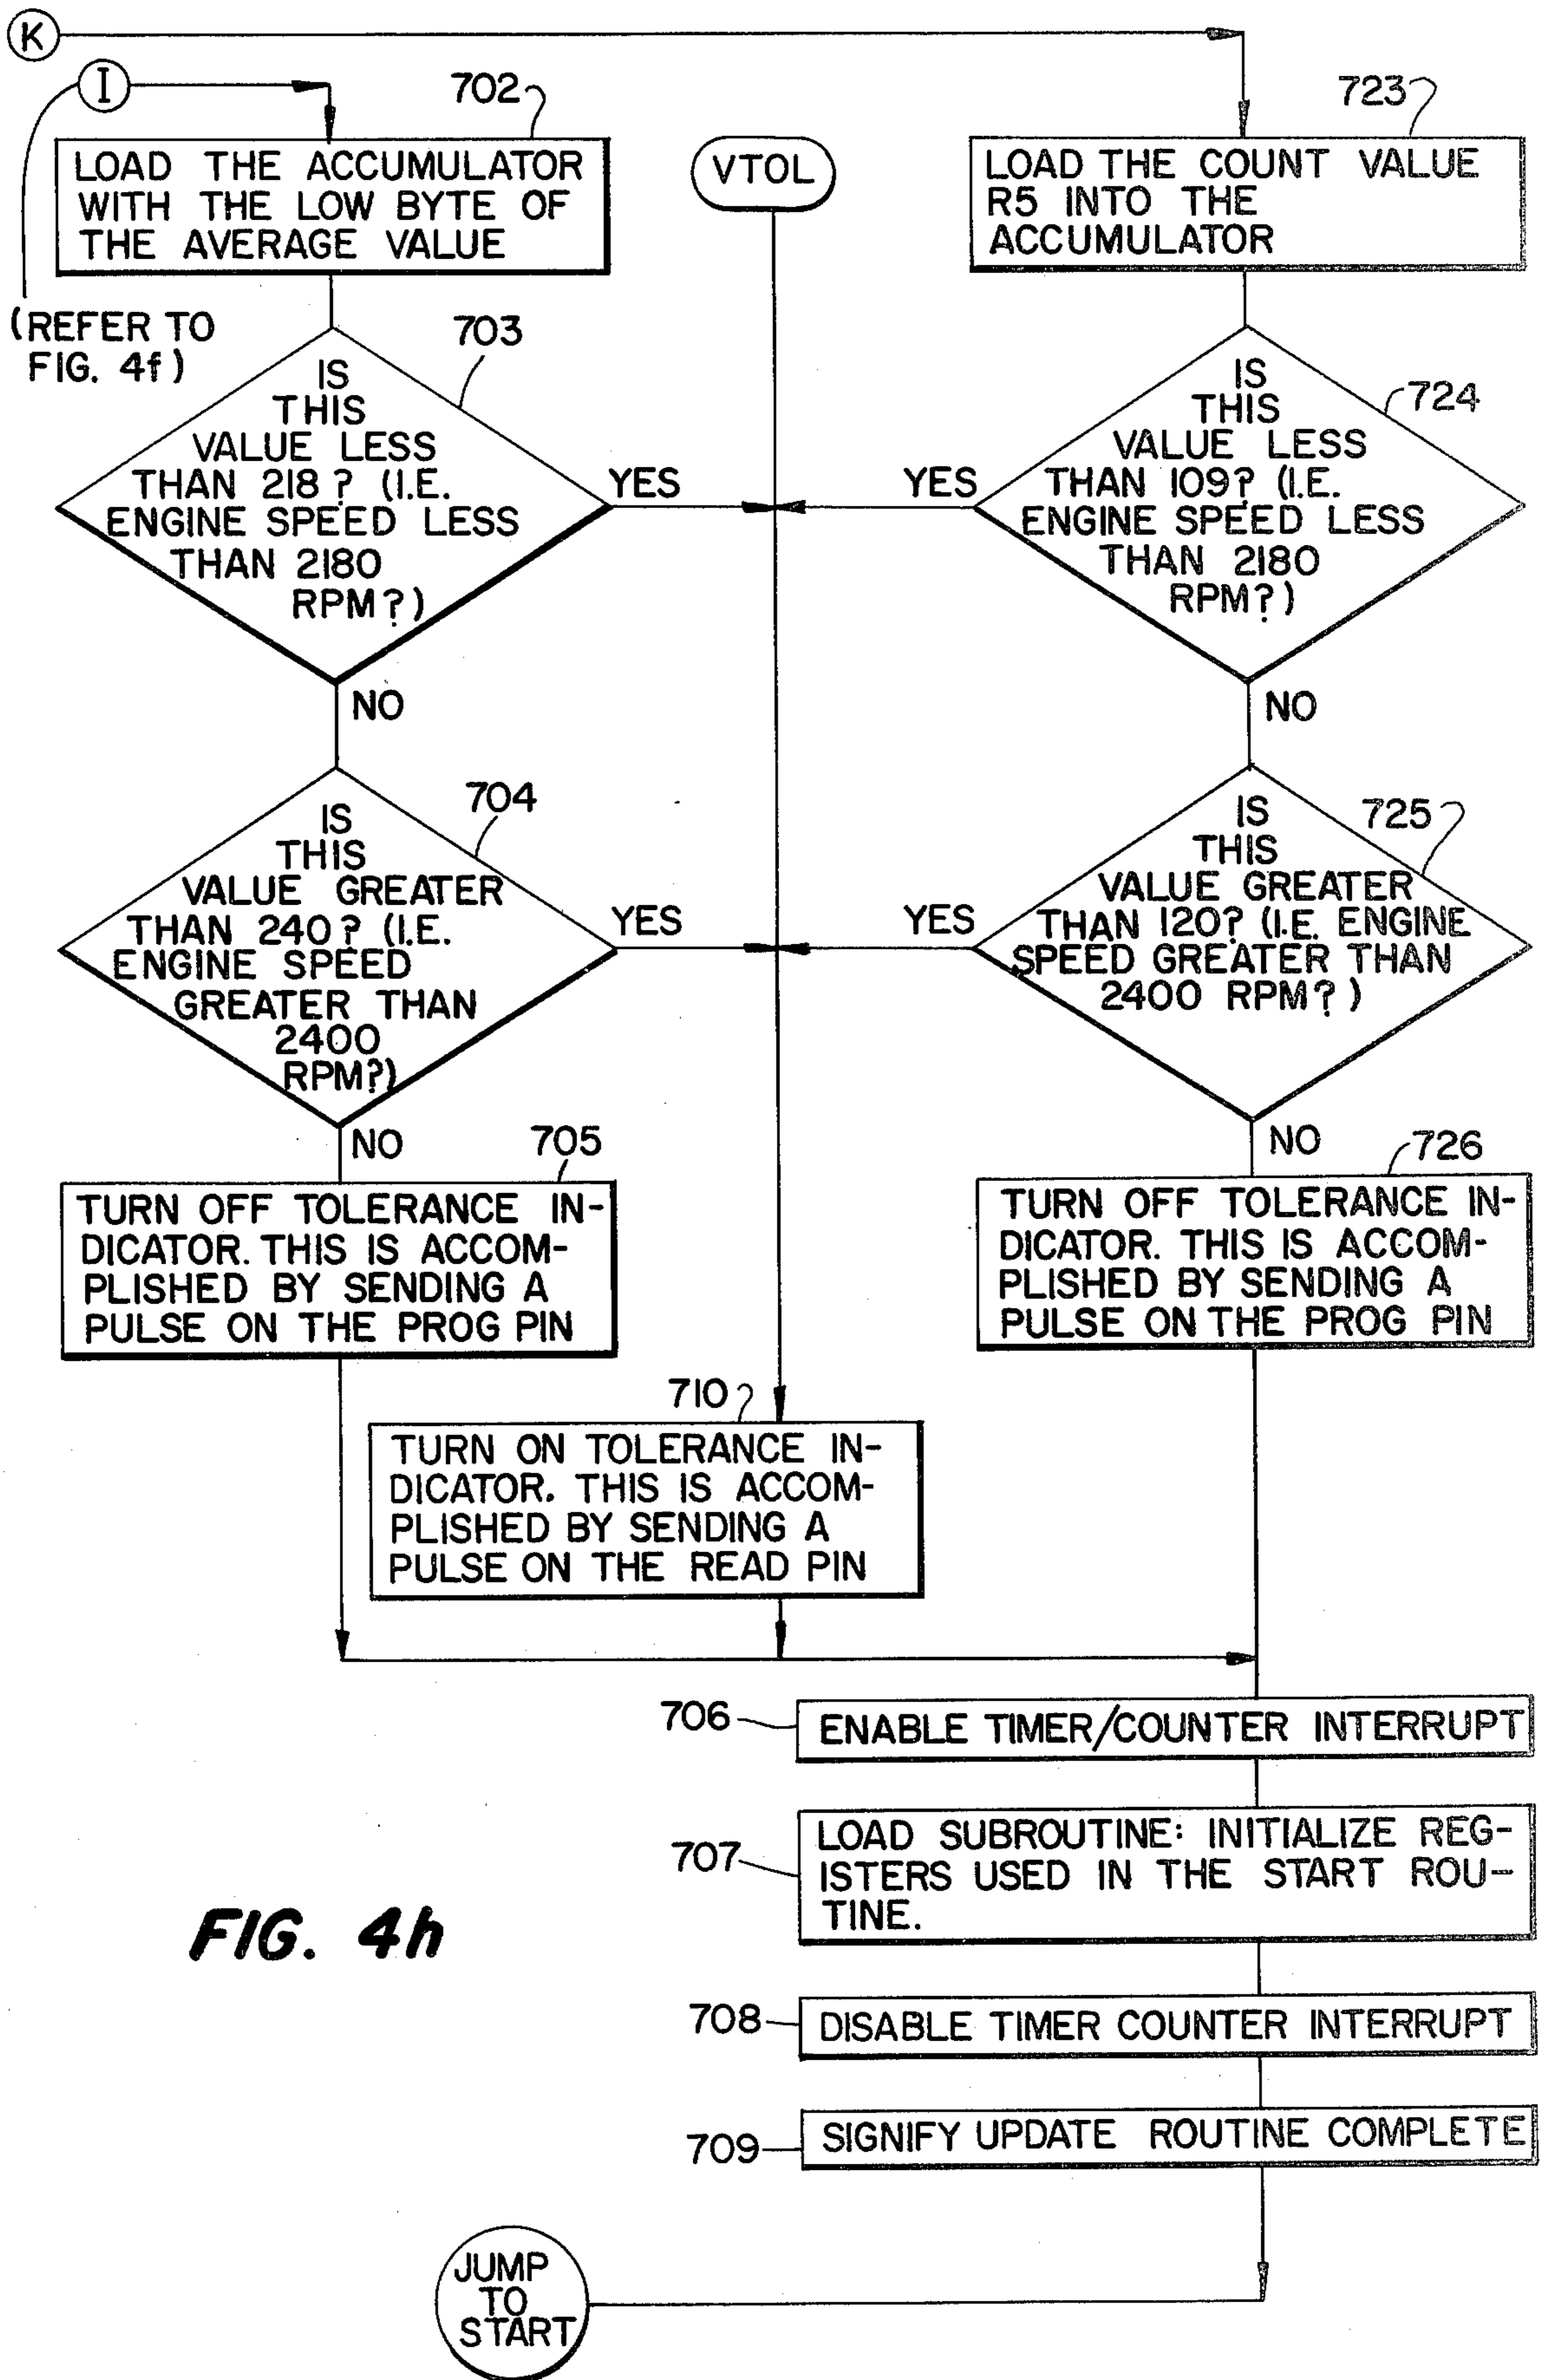 K
I
702
LOAD THE ACCUMULATOR
WITH THE LOW BYTE OF
THE AVERAGE VALUE
(REFER TO
FIG. 4f)
703
IS
THIS
VALUE LESS
THAN 218? (I.E.
ENGINE SPEED LESS
THAN 2180
RPM?)
YES
NO
704
IS
THIS
VALUE GREATER
THAN 240? (I.E.
ENGINE SPEED
GREATER THAN
2400
RPM?)
YES
NO
705
TURN OFF TOLERANCE IN-
DICATOR. THIS IS ACCOM-
PLISHED BY SENDING A
PULSE ON THE PROG PIN
VTOL
710
TURN ON TOLERANCE IN-
DICATOR. THIS IS ACCOM-
PLISHED BY SENDING A
PULSE ON THE READ PIN
723
LOAD THE COUNT VALUE
R5 INTO THE
ACCUMULATOR
724
IS
THIS
VALUE LESS
THAN 109? (I.E.
ENGINE SPEED LESS
THAN 2180
RPM?)
YES
NO
725
IS
THIS
VALUE GREATER
THAN 120? (I.E. ENGINE
SPEED GREATER THAN
2400 RPM?)
YES
NO
726
TURN OFF TOLERANCE IN-
DICATOR. THIS IS ACCOM-
PLISHED BY SENDING A
PULSE ON THE PROG PIN
706
ENABLE TIMER/COUNTER INTERRUPT
707
LOAD SUBROUTINE: INITIALIZE REG-
ISTERS USED IN THE START ROU-
TINE.
708
DISABLE TIMER COUNTER INTERRUPT
709
SIGNIFY UPDATE ROUTINE COMPLETE
JUMP
TO
START
FIG. 4h